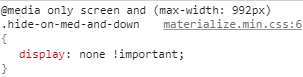 @media only screen and (max-width: 992px)
.hide-on-med-and-down materialize.min.css:6
{
display: none !important;
}